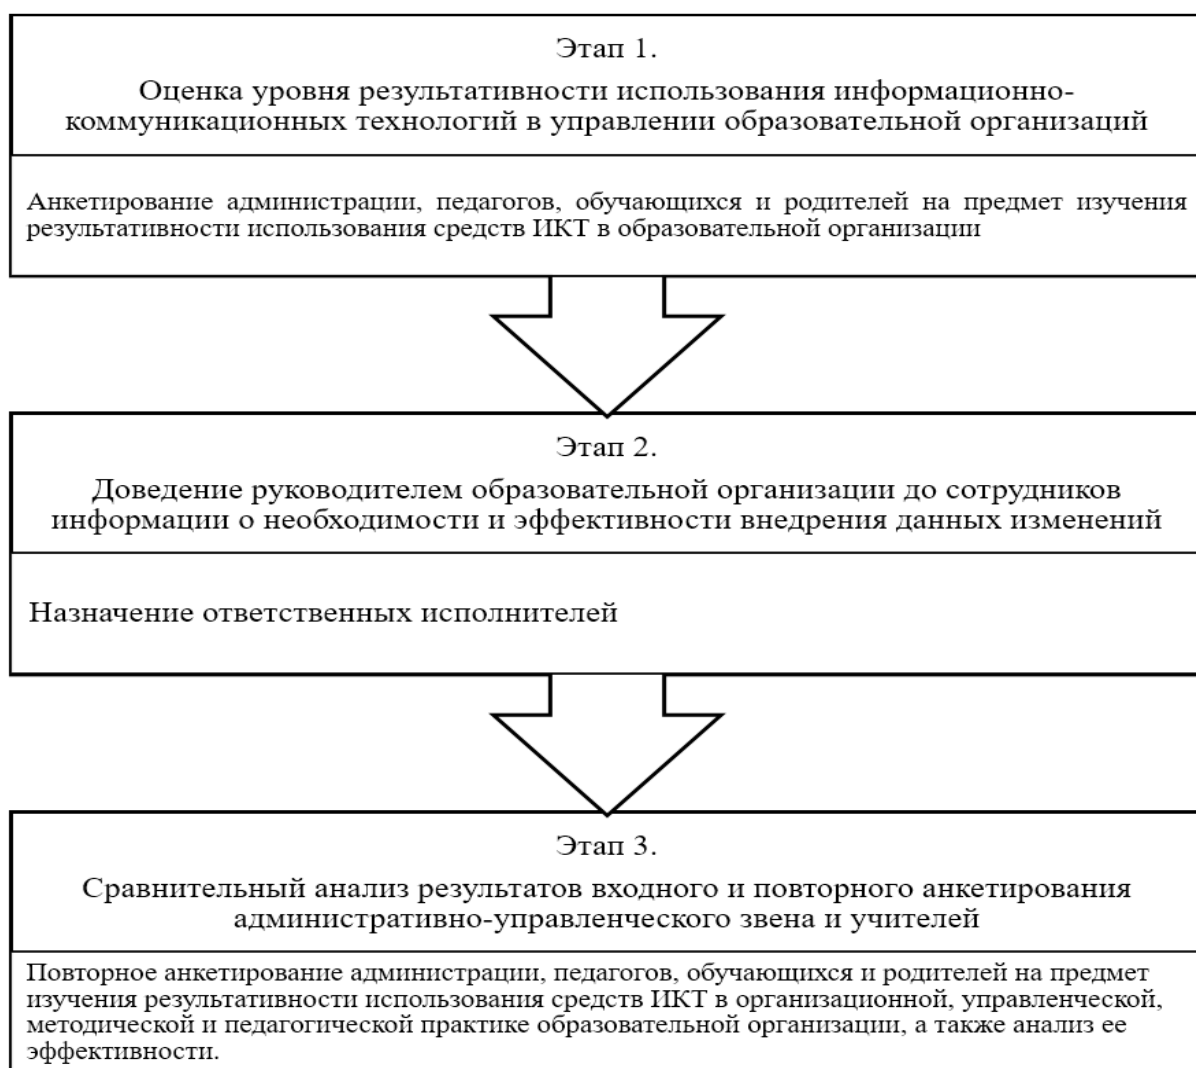 Этап 1.
Оценка уровня результативности использования информационно-
коммуникационных технологий в управлении образовательной организаций
Анкетирование администрации, педагогов, обучающихся и родителей на предмет изучения
результативности использования средств ИКТ в образовательной организации
Этап 2.
Доведение руководителем образовательной организации до сотрудников
информации о необходимости и эффективности внедрения данных изменений
Назначение ответственных исполнителей
Этап 3.
Сравнительный анализ результатов входного и повторного анкетирования
административно-управленческого звена и учителей
Повторное анкетирование администрации, педагогов, обучающихся и родителей на предмет
изучения результативности использования средств ИКТ в организационной, управленческой,
методической и педагогической практике образовательной организации, а также анализ ее
эффективности.